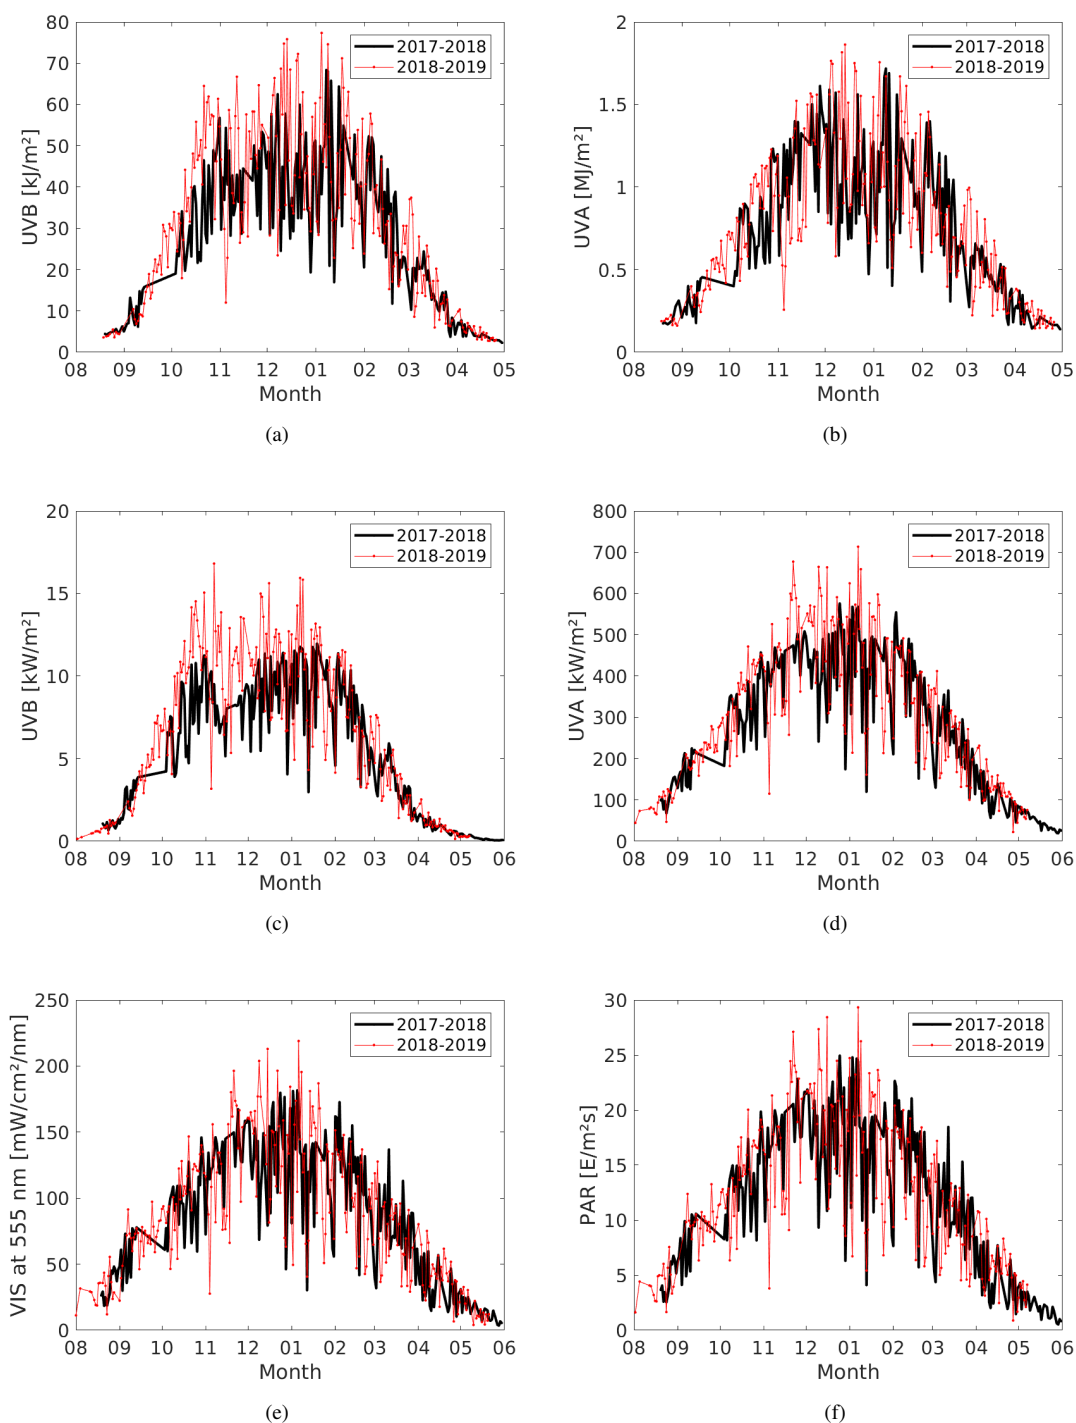 80
70
60
50
40
30
20
10
0
UVB [kJ/m²]
2017-2018
2018-2019
08 09 10 11 12 01 02 03 04 05
Month
(a)
2
1.5
1
0.5
0
UVA [MJ/m²]
2017-2018
2018-2019
08 09 10 11 12 01 02 03 04 05
Month
(b)
20
15
10
5
0
UVB [kW/m²]
2017-2018
2018-2019
08 09 10 11 12 01 02 03 04 05 06
Month
(c)
800
700
600
500
400
300
200
100
0
UVA [kW/m²]
2017-2018
2018-2019
08 09 10 11 12 01 02 03 04 05 06
Month
(d)
250
200
150
100
50
0
VIS at 555 nm [mW/cm²/nm]
2017-2018
2018-2019
08 09 10 11 12 01 02 03 04 05 06
Month
(e)
30
25
20
15
10
5
0
PAR [E/m²s]
2017-2018
2018-2019
08 09 10 11 12 01 02 03 04 05 06
Month
(f)